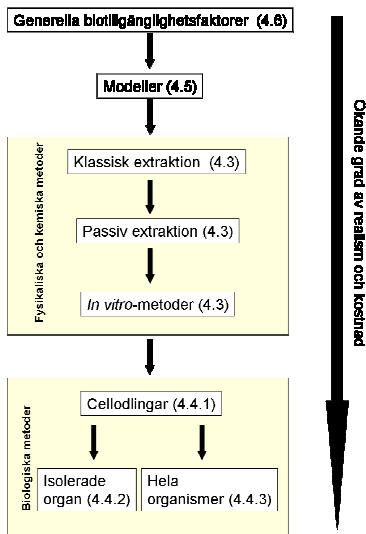 Generella biotillgänglighetsfaktorer (4.6)
Modeller (4.5)
Fysikaliska och kemiska metoder
Klassisk extraktion (4.3)
Passiv extraktion (4.3)
In vitro-metoder (4.3)
Biologiska metoder
Cellodlingar (4.4.1)
Isolerade
organ (4.4.2)
Hela
organismer (4.4.3)
Ökande grad av realism och kostnad